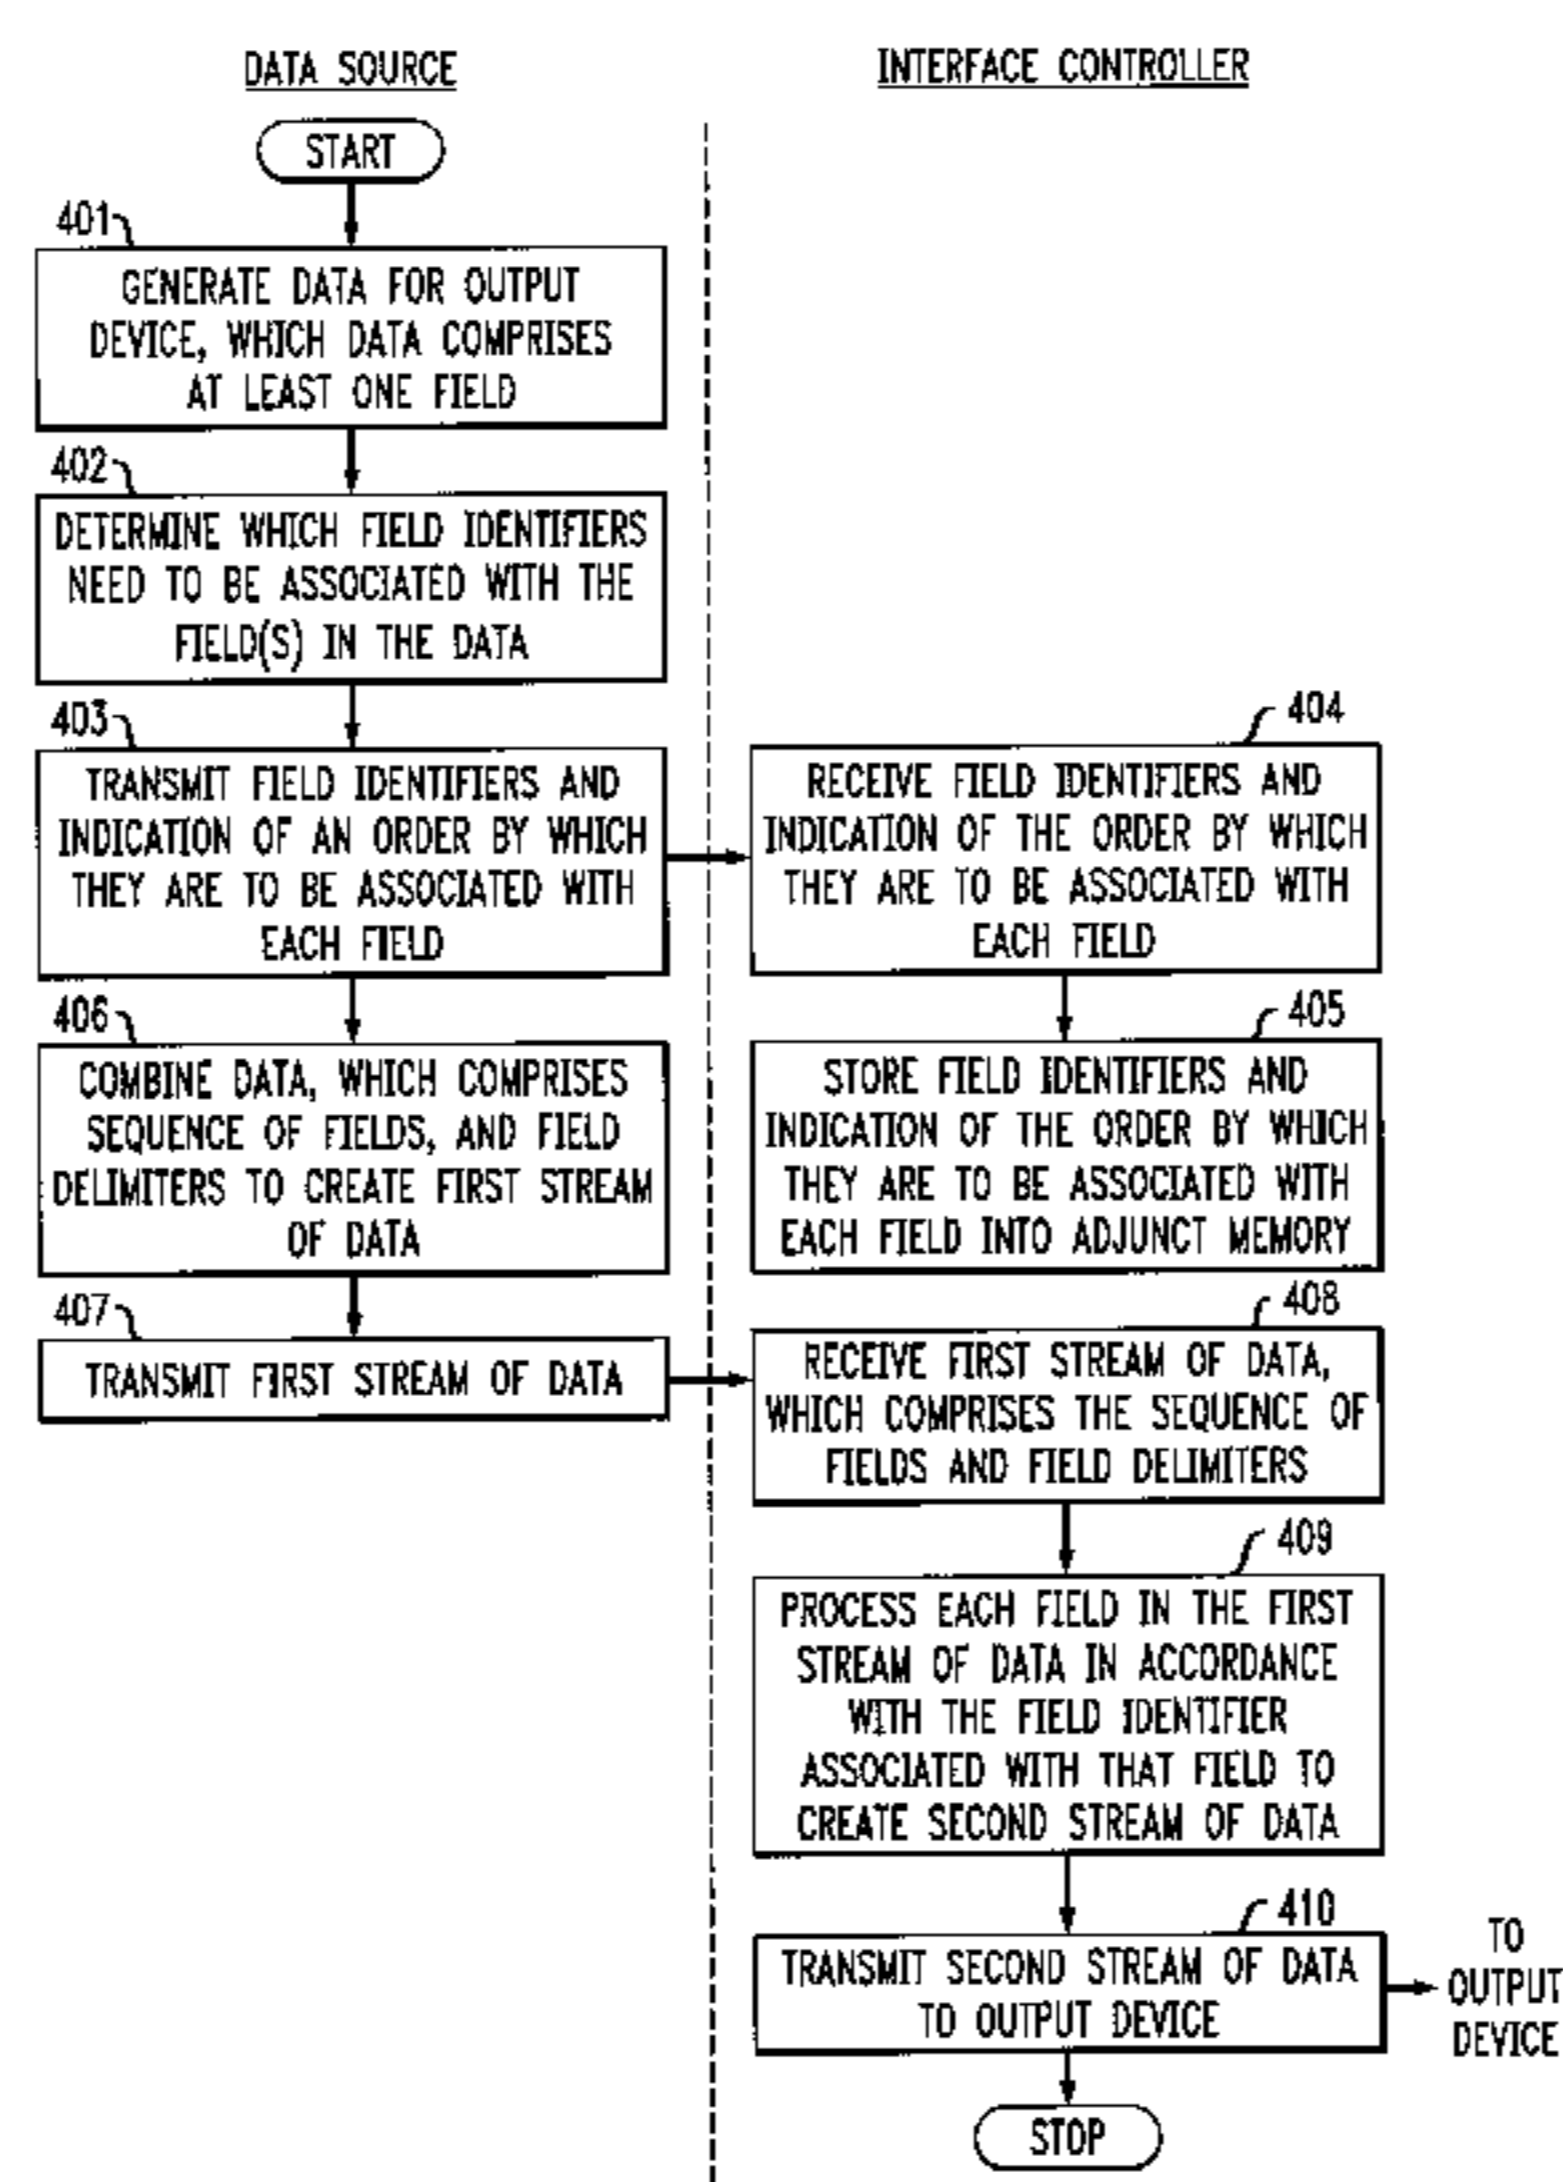 DATA SOURCE
INTERFACE CONTROLLER
START
401
GENERATE DATA FOR OUTPUT
DEVICE, WHICH DATA COMPRISES
AT LEAST ONE FIELD
402
DETERMINE WHICH FIELD IDENTIFIERS
NEED TO BE ASSOCIATED WITH THE
FIELD(S) IN THE DATA
403
TRANSMIT FIELD IDENTIFIERS AND
INDICATION OF AN ORDER BY WHICH
THEY ARE TO BE ASSOCIATED WITH
EACH FIELD
404
RECEIVE FIELD IDENTIFIERS AND
INDICATION OF THE ORDER BY WHICH
THEY ARE TO BE ASSOCIATED WITH
EACH FIELD
405
STORE FIELD IDENTIFIERS AND
INDICATION OF THE ORDER BY WHICH
THEY ARE TO BE ASSOCIATED WITH
EACH FIELD INTO ADJUNCT MEMORY
406
COMBINE DATA, WHICH COMPRISES
SEQUENCE OF FIELDS, AND FIELD
DELIMITERS TO CREATE FIRST STREAM
OF DATA
407
TRANSMIT FIRST STREAM OF DATA
408
RECEIVE FIRST STREAM OF DATA,
WHICH COMPRISES THE SEQUENCE OF
FIELDS AND FIELD DELIMITERS
409
PROCESS EACH FIELD IN THE FIRST
STREAM OF DATA IN ACCORDANCE
WITH THE FIELD IDENTIFIER
ASSOCIATED WITH THAT FIELD TO
CREATE SECOND STREAM OF DATA
410
TRANSMIT SECOND STREAM OF DATA
TO OUTPUT DEVICE
TO
OUTPUT
DEVICE
STOP